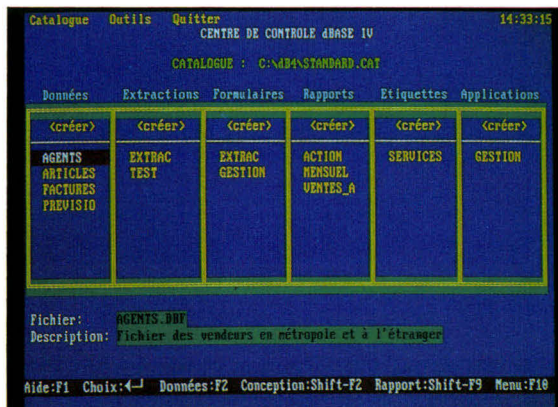 Catalogue Outils Quitter 14:33:15
CENTRE DE CONTROLE dBASE IV
CATALOGUE : C:\dB4\STANDARD.CAT
Données Extractions Formulaires Rapports Etiquettes Applications
<créer> <créer> <créer> <créer> <créer> <créer>
AGENTS EXTRAC EXTRAC ACTION SERVICES GESTION
ARTICLES TEST GESTION MENSUEL
FACTURES VENTES_A
PREVISIO
Fichier: AGENTS.DBF
Description: Fichier des vendeurs en métropole et à l'étranger
Aide:F1 Choix:◄┘ Données:F2 Conception:Shift-F2 Rapport:Shift-F9 Menu:F10